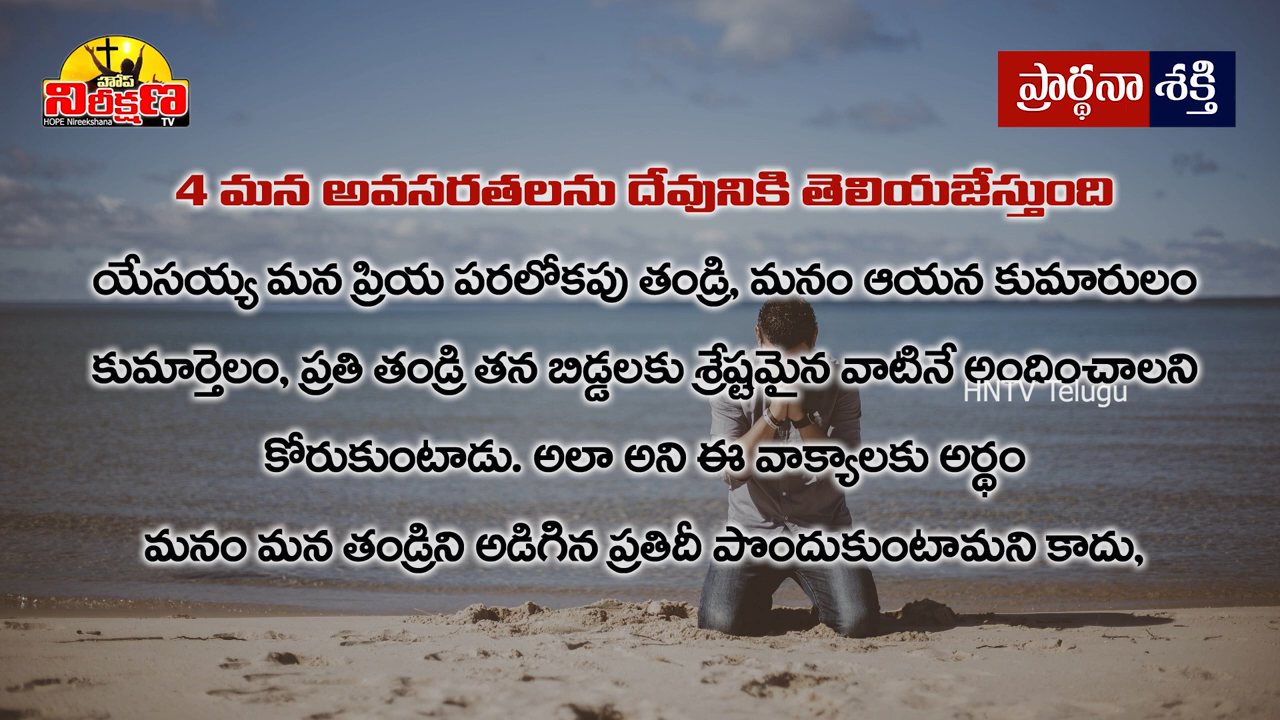 హోప్
నిరీక్షణ
HOPE Nireekshana TV
ప్రార్థనా శక్తి
4 మన అవసరతలను దేవునికి తెలియజేస్తుంది
యేసయ్య మన ప్రియ పరలోకపు తండ్రి, మనం ఆయన కుమారులం
కుమార్తెలం, ప్రతి తండ్రి తన బిడ్డలకు శ్రేష్టమైన వాటినే అందించాలని
HNTV Telugu
కోరుకుంటాడు. అలా అని ఈ వాక్యాలకు అర్థం
మనం మన తండ్రిని అడిగిన ప్రతిదీ పొందుకుంటామని కాదు,